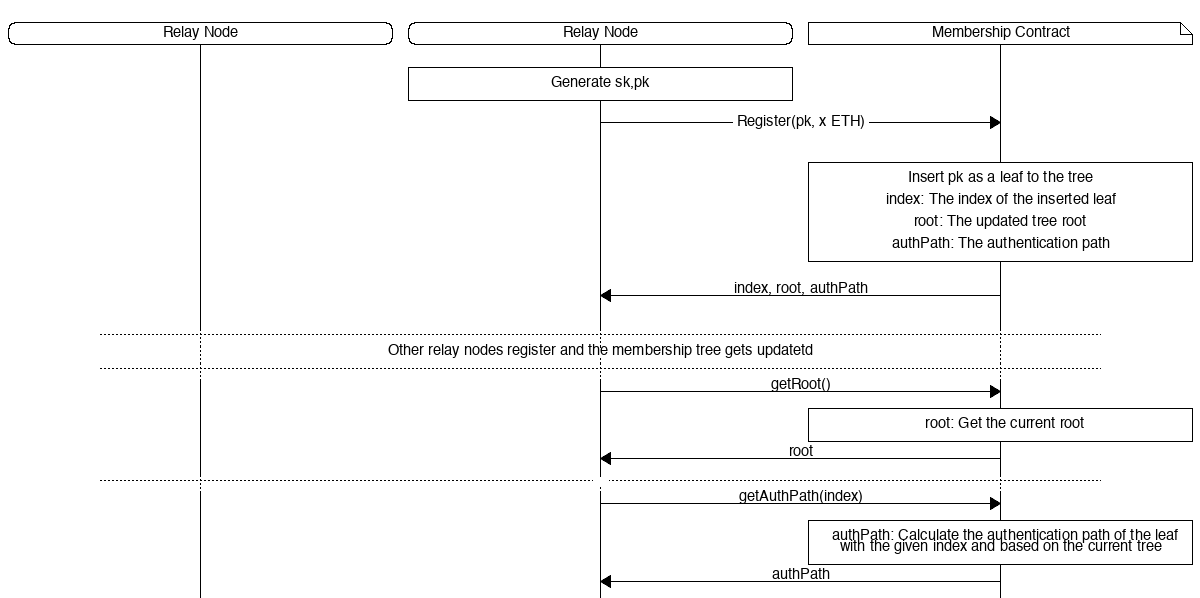 Relay Node
Relay Node
Membership Contract
Generate sk,pk
Register(pk, x ETH)
Insert pk as a leaf to the tree
index: The index of the inserted leaf
root: The updated tree root
authPath: The authentication path
index, root, authPath
Other relay nodes register and the membership tree gets updatetd
getRoot()
root: Get the current root
root
getAuthPath(index)
authPath: Calculate the authentication path of the leaf
with the given index and based on the current tree
authPath